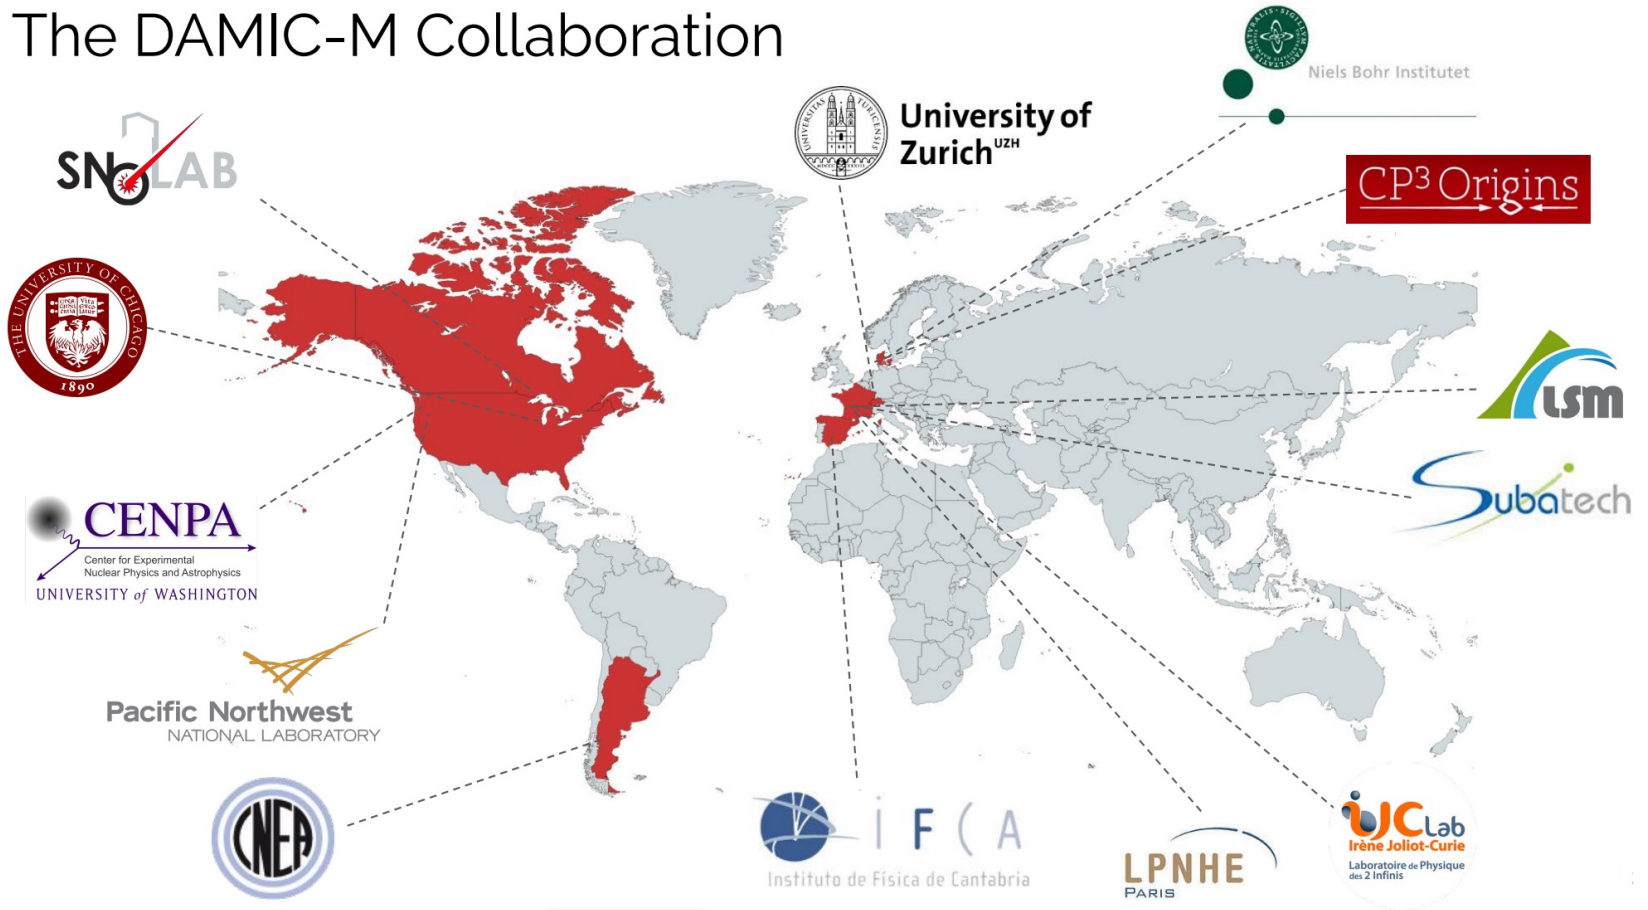 The DAMIC-M Collaboration
Niels Bohr Institutet
University of
Zurich UZH
SNOLAB
CP3 Origins
THE UNIVERSITY OF CHICAGO
1890
LSM
Subatech
CENPA
Center for Experimental
Nuclear Physics and Astrophysics
UNIVERSITY of WASHINGTON
Pacific Northwest
NATIONAL LABORATORY
CNEA
iFCA
Instituto de Física de Cantabria
LPNHE
PARIS
iJCLab
Irène Joliot-Curie
Laboratoire de Physique
des 2 Infinis